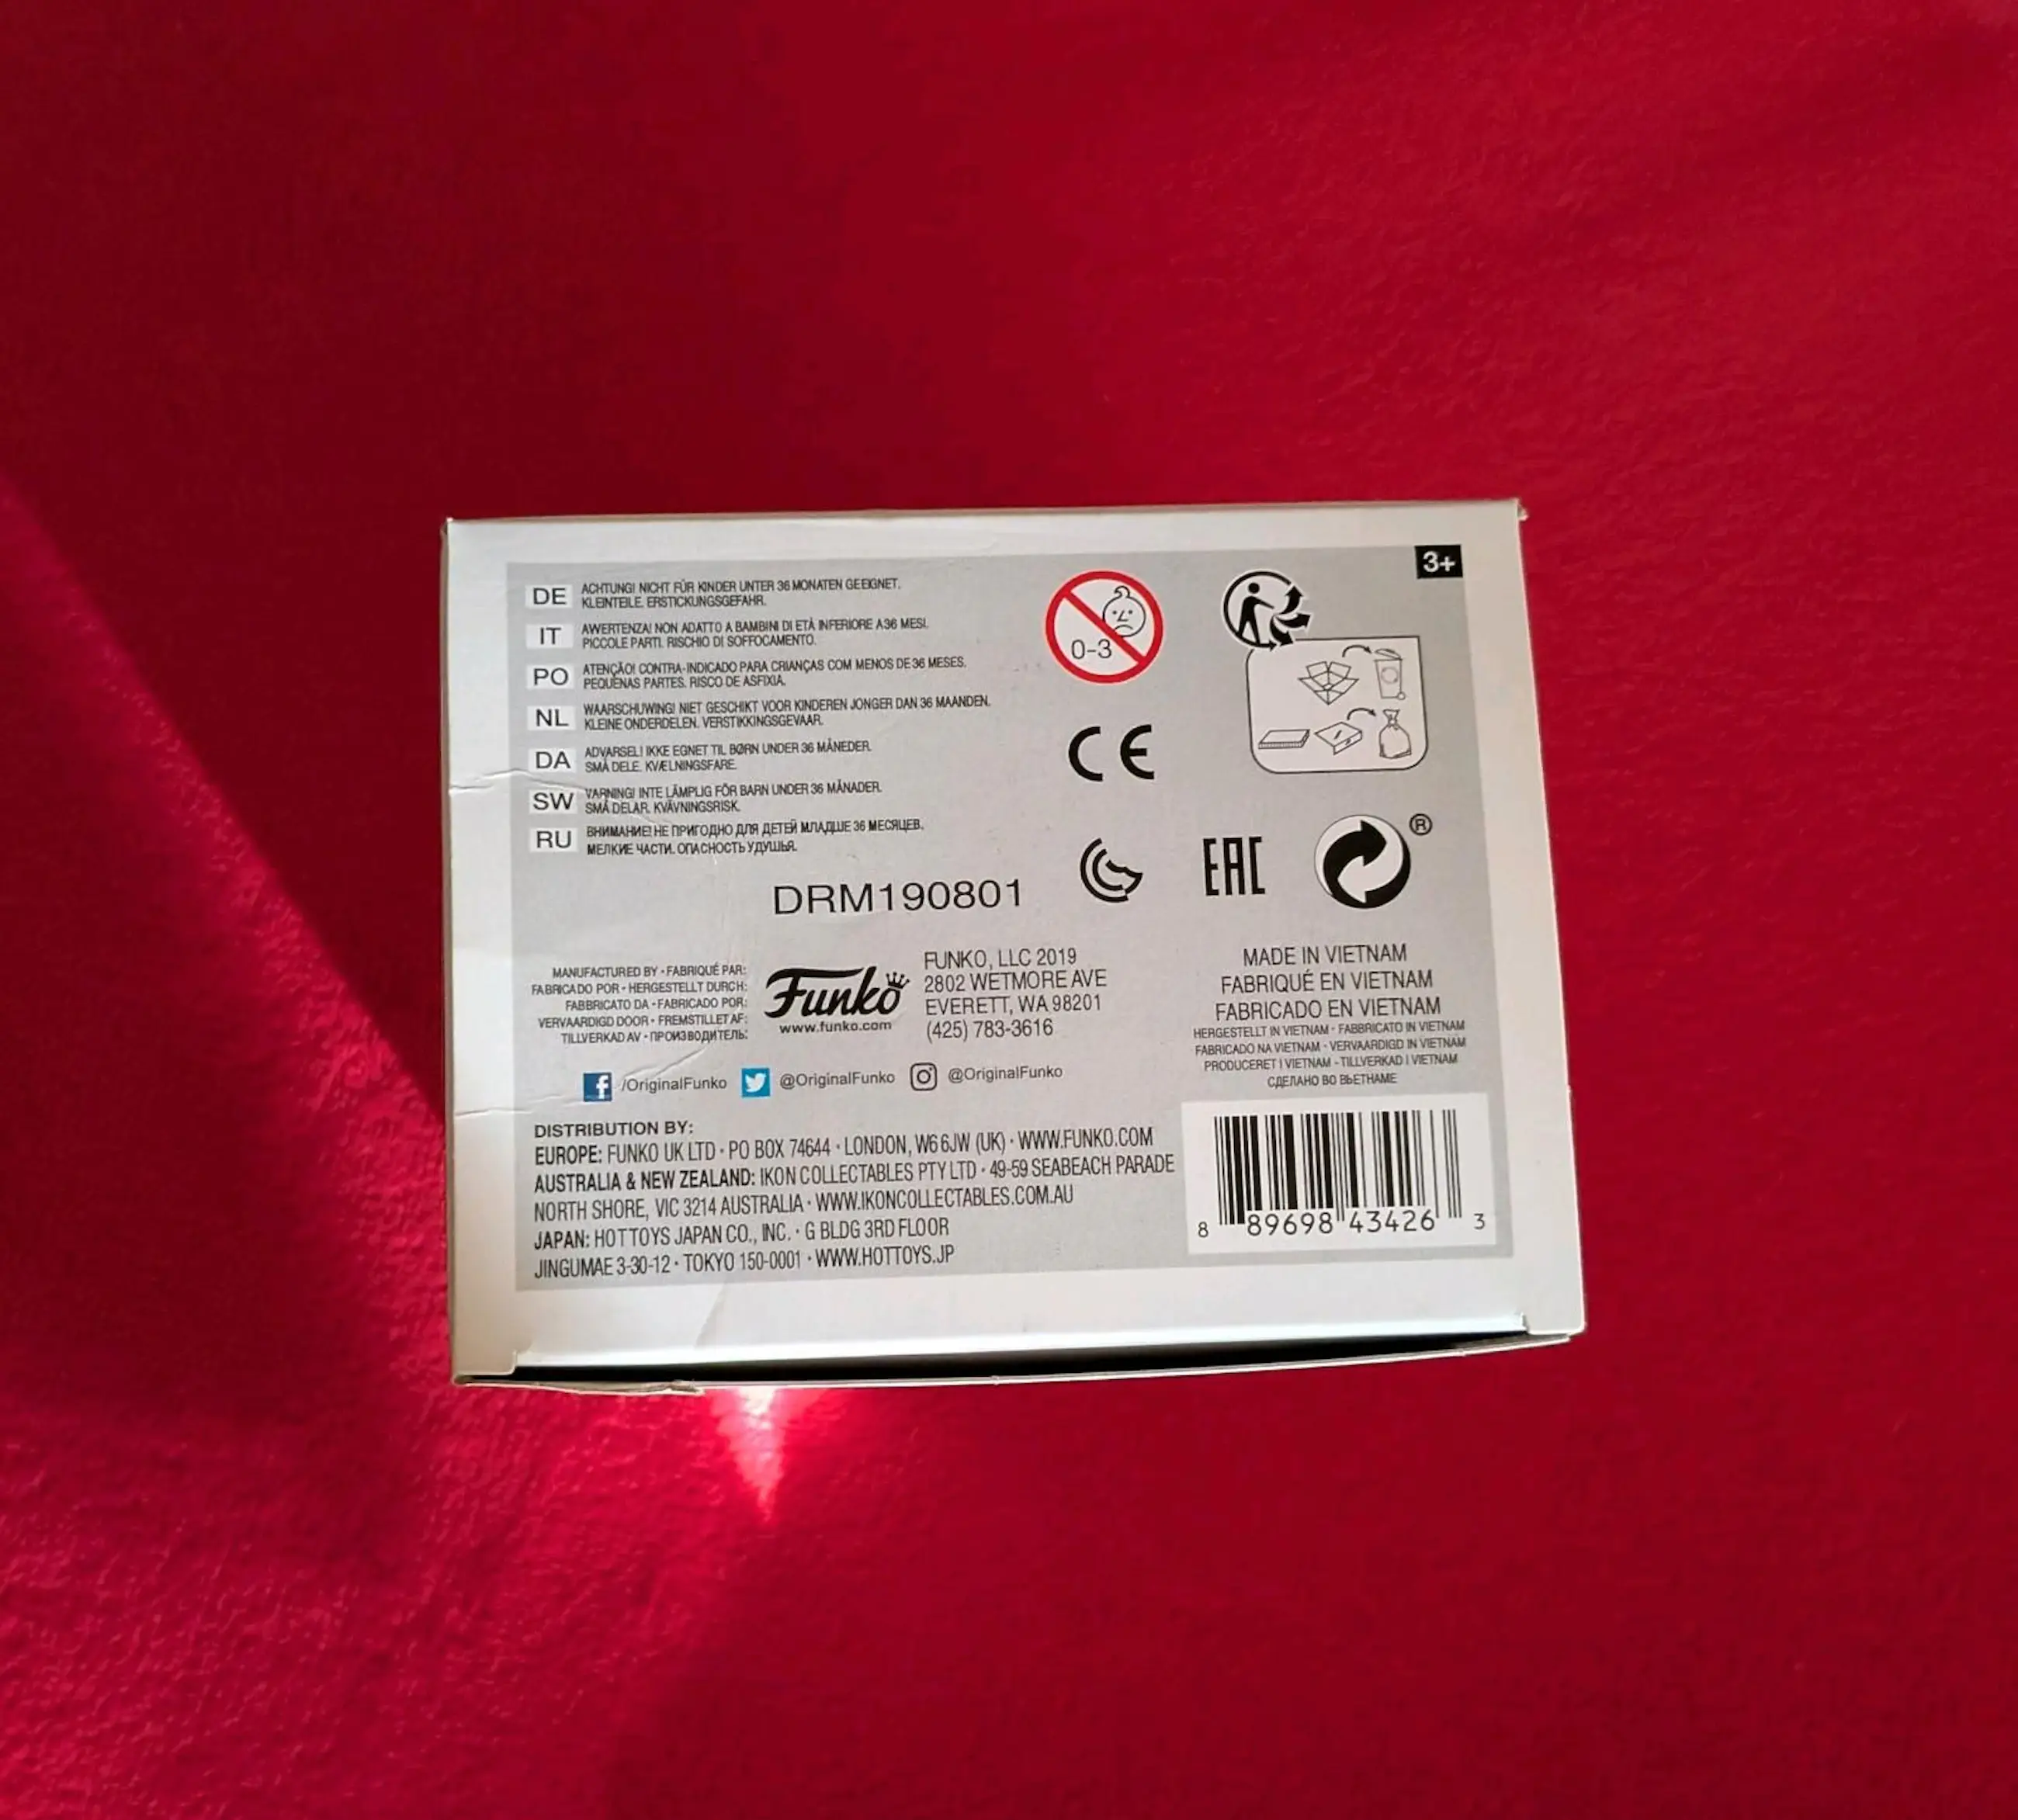 3+
DE
ACHTUNG! NICHT FÜR KINDER UNTER 36 MONATEN GEEIGNET.
KLEINTEILE. ERSTICKUNGSGEFAHR.
IT
AWERTENZA! NON ADATTO A BAMBINI DI ETÀ INFERIORE A 36 MESI.
PICCOLE PARTI. RISCHIO DI SOFFOCAMENTO.
PO
ATENÇÃO! CONTRA-INDICADO PARA CRIANÇAS COM MENOS DE 36 MESES.
PEQUENAS PARTES. RISCO DE ASFIXIA.
NL
WAARSCHUWING! NIET GESCHIKT VOOR KINDEREN JONGER DAN 36 MAANDEN.
KLEINE ONDERDELEN. VERSTIKKINGSGEVAAR.
DA
ADVARSEL! IKKE EGNET TIL BØRN UNDER 36 MÅNEDER.
SMÅ DELE. KVÆLNINGSFARE.
SW
VARNING! INTE LÄMPLIG FÖR BARN UNDER 36 MÅNADER.
SMÅ DELAR. KVÄVNINGSRISK.
RU
ВНИМАНИЕ! НЕ ПРИГОДНО ДЛЯ ДЕТЕЙ МЛАДШЕ 36 МЕСЯЦЕВ.
МЕЛКИЕ ЧАСТИ. ОПАСНОСТЬ УДУШЬЯ.
0-3
CE
EAC
®
DRM190801
MANUFACTURED BY • FABRIQUÉ PAR:
FABRICADO POR • HERGESTELLT DURCH:
FABBRICATO DA • FABRICADO POR:
VERVAARDIGD DOOR • FREMSTILLET AF:
TILLVERKAD AV • ПРОИЗВОДИТЕЛЬ:
Funko
www.funko.com
FUNKO, LLC 2019
2802 WETMORE AVE
EVERETT, WA 98201
(425) 783-3616
MADE IN VIETNAM
FABRIQUÉ EN VIETNAM
FABRICADO EN VIETNAM
HERGESTELLT IN VIETNAM • FABBRICATO IN VIETNAM
FABRICADO NA VIETNAM • VERVAARDIGD IN VIETNAM
PRODUCERET I VIETNAM • TILLVERKAD I VIETNAM
СДЕЛАНО ВО ВЬЕТНАМЕ
/OriginalFunko @OriginalFunko @OriginalFunko
DISTRIBUTION BY:
EUROPE: FUNKO UK LTD • PO BOX 74644 • LONDON, W6 6JW (UK) • WWW.FUNKO.COM
AUSTRALIA & NEW ZEALAND: IKON COLLECTABLES PTY LTD • 49-59 SEABEACH PARADE
NORTH SHORE, VIC 3214 AUSTRALIA • WWW.IKONCOLLECTABLES.COM.AU
JAPAN: HOT TOYS JAPAN CO., INC. • G BLDG 3RD FLOOR
JINGUMAE 3-30-12 • TOKYO 150-0001 • WWW.HOTTOYS.JP
8 89698 43426 3